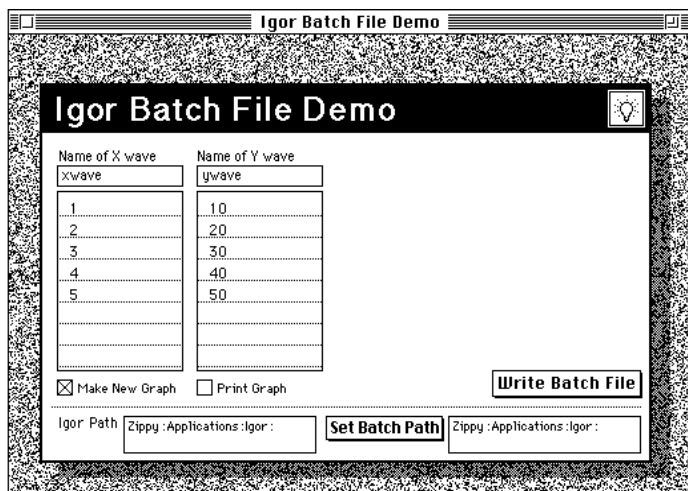 Igor Batch File Demo
Igor Batch File Demo
Name of X wave
Name of Y wave
xwave
ywave
1
10
2
20
3
30
4
40
5
50
Make New Graph
Print Graph
Write Batch File
Igor Path
Zippy :Applications :Igor :
Set Batch Path
Zippy :Applications :Igor :